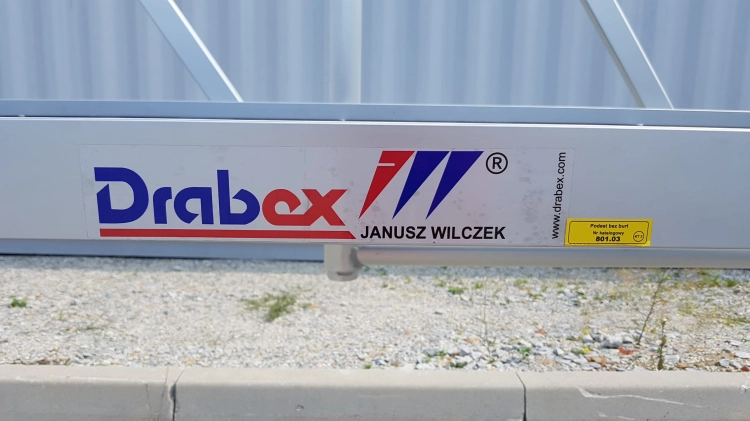 Drabex
®
JANUSZ WILCZEK
www.drabex.com
Podest bez burt
Nr katalogowy
801.03